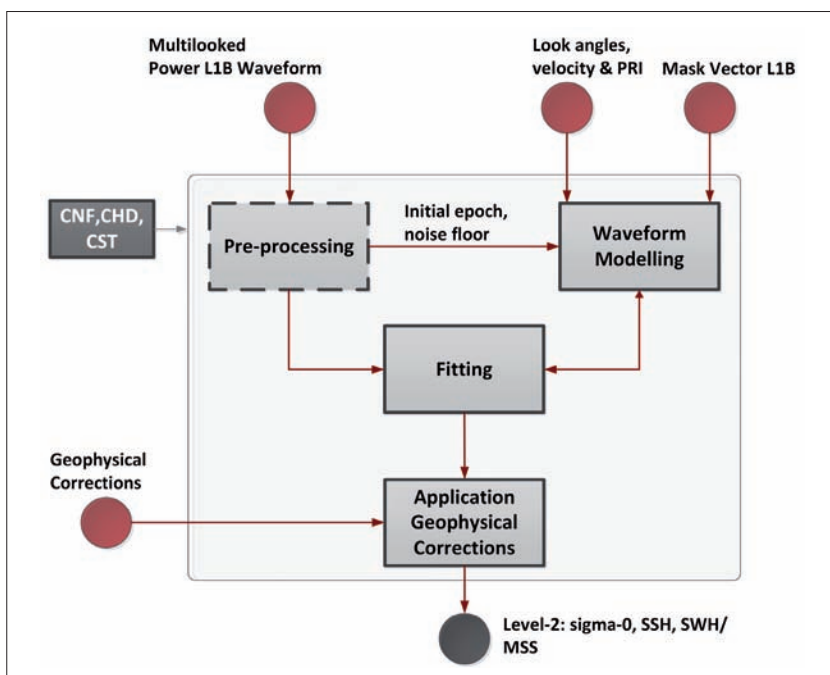 Multilooked
Power L1B Waveform
Look angles,
velocity & PRI
Mask Vector L1B
CNF,CHD,
CST
Pre-processing
Initial epoch,
noise floor
Waveform
Modelling
Fitting
Geophysical
Corrections
Application
Geophysical
Corrections
Level-2: sigma-0, SSH, SWH/
MSS